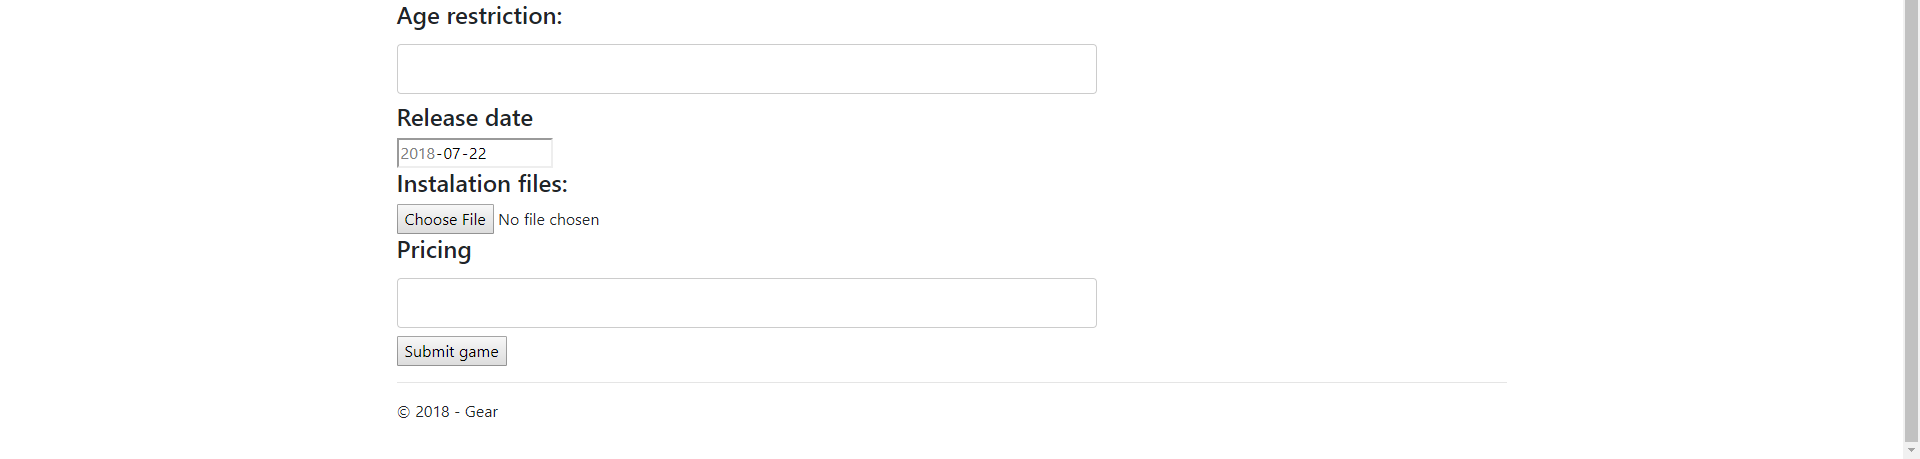 Age restriction:
Release date
2018-07-22
Instalation files:
Choose File No file chosen
Pricing
Submit game
© 2018 - Gear